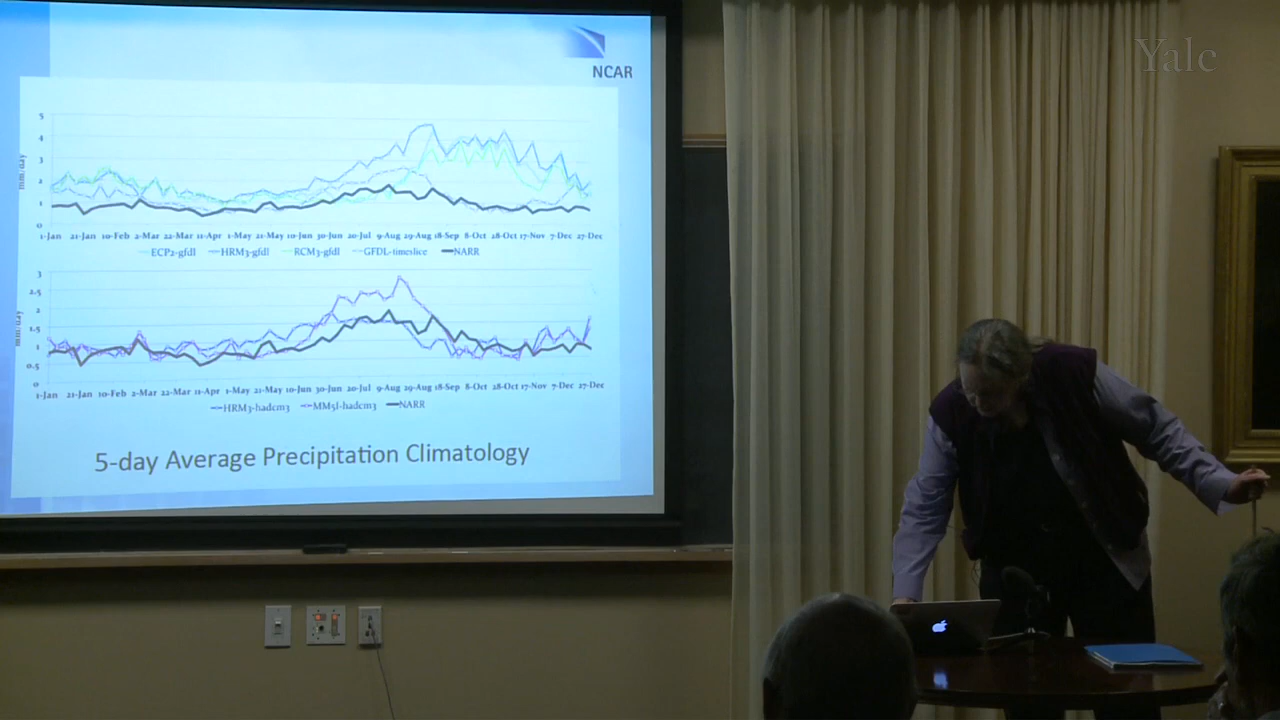 Yale
NCAR
5
4
3
2
1
0
mm/day
1-Jan 21-Jan 10-Feb 2-Mar 22-Mar 11-Apr 1-May 21-May 10-Jun 30-Jun 20-Jul 9-Aug 29-Aug 18-Sep 8-Oct 28-Oct 17-Nov 7-Dec 27-Dec
ECP2-gfdl HRM3-gfdl RCM3-gfdl GFDL-timeslice NARR
3
2.5
2
1.5
1
0.5
0
mm/day
1-Jan 21-Jan 10-Feb 2-Mar 22-Mar 11-Apr 1-May 21-May 10-Jun 30-Jun 20-Jul 9-Aug 29-Aug 18-Sep 8-Oct 28-Oct 17-Nov 7-Dec 27-Dec
HRM3-hadcm3 MM5I-hadcm3 NARR
5-day Average Precipitation Climatology